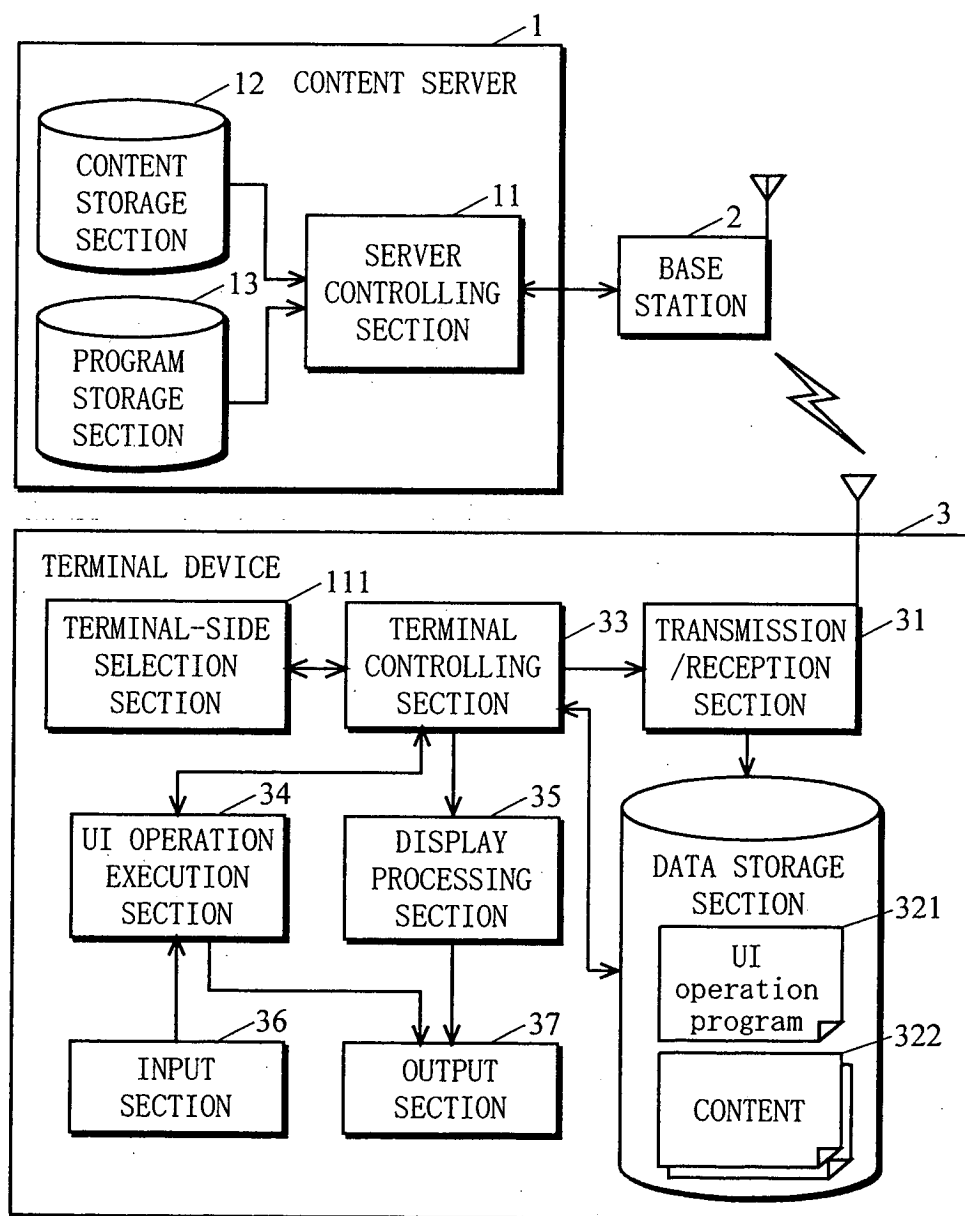 1
12 CONTENT SERVER
CONTENT
STORAGE
SECTION
11
SERVER
CONTROLLING
SECTION
2
BASE
STATION
13
PROGRAM
STORAGE
SECTION
3
TERMINAL DEVICE
111
TERMINAL-SIDE
SELECTION
SECTION
33
TERMINAL
CONTROLLING
SECTION
31
TRANSMISSION
/RECEPTION
SECTION
34
UI OPERATION
EXECUTION
SECTION
35
DISPLAY
PROCESSING
SECTION
DATA STORAGE
SECTION
321
UI
operation
program
322
CONTENT
36
INPUT
SECTION
37
OUTPUT
SECTION